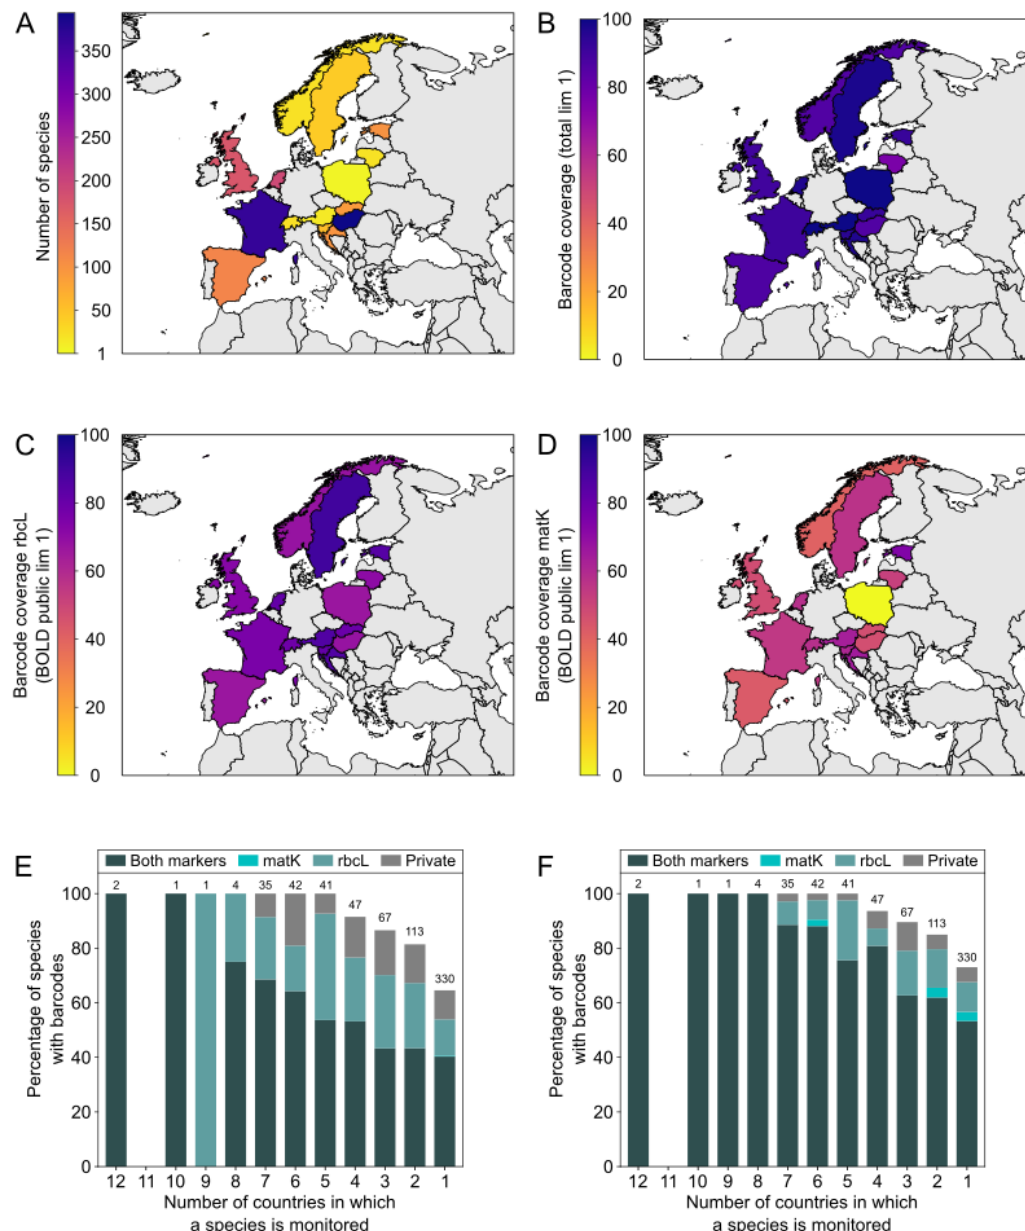 A
Number of species
350
300
250
200
150
100
50
1
B
Barcode coverage (total lim 1)
100
80
60
40
20
0
C
Barcode coverage rbcL
(BOLD public lim 1)
100
80
60
40
20
0
D
Barcode coverage matK
(BOLD public lim 1)
100
80
60
40
20
0
E
Both markers matK rbcL Private
Percentage of species
with barcodes
100
80
60
40
20
0
2 1 1 4 35 42 41 47 67 113 330
12 11 10 9 8 7 6 5 4 3 2 1
Number of countries in which
a species is monitored
F
Both markers matK rbcL Private
Percentage of species
with barcodes
100
80
60
40
20
0
2 1 1 4 35 42 41 47 67 113 330
12 11 10 9 8 7 6 5 4 3 2 1
Number of countries in which
a species is monitored